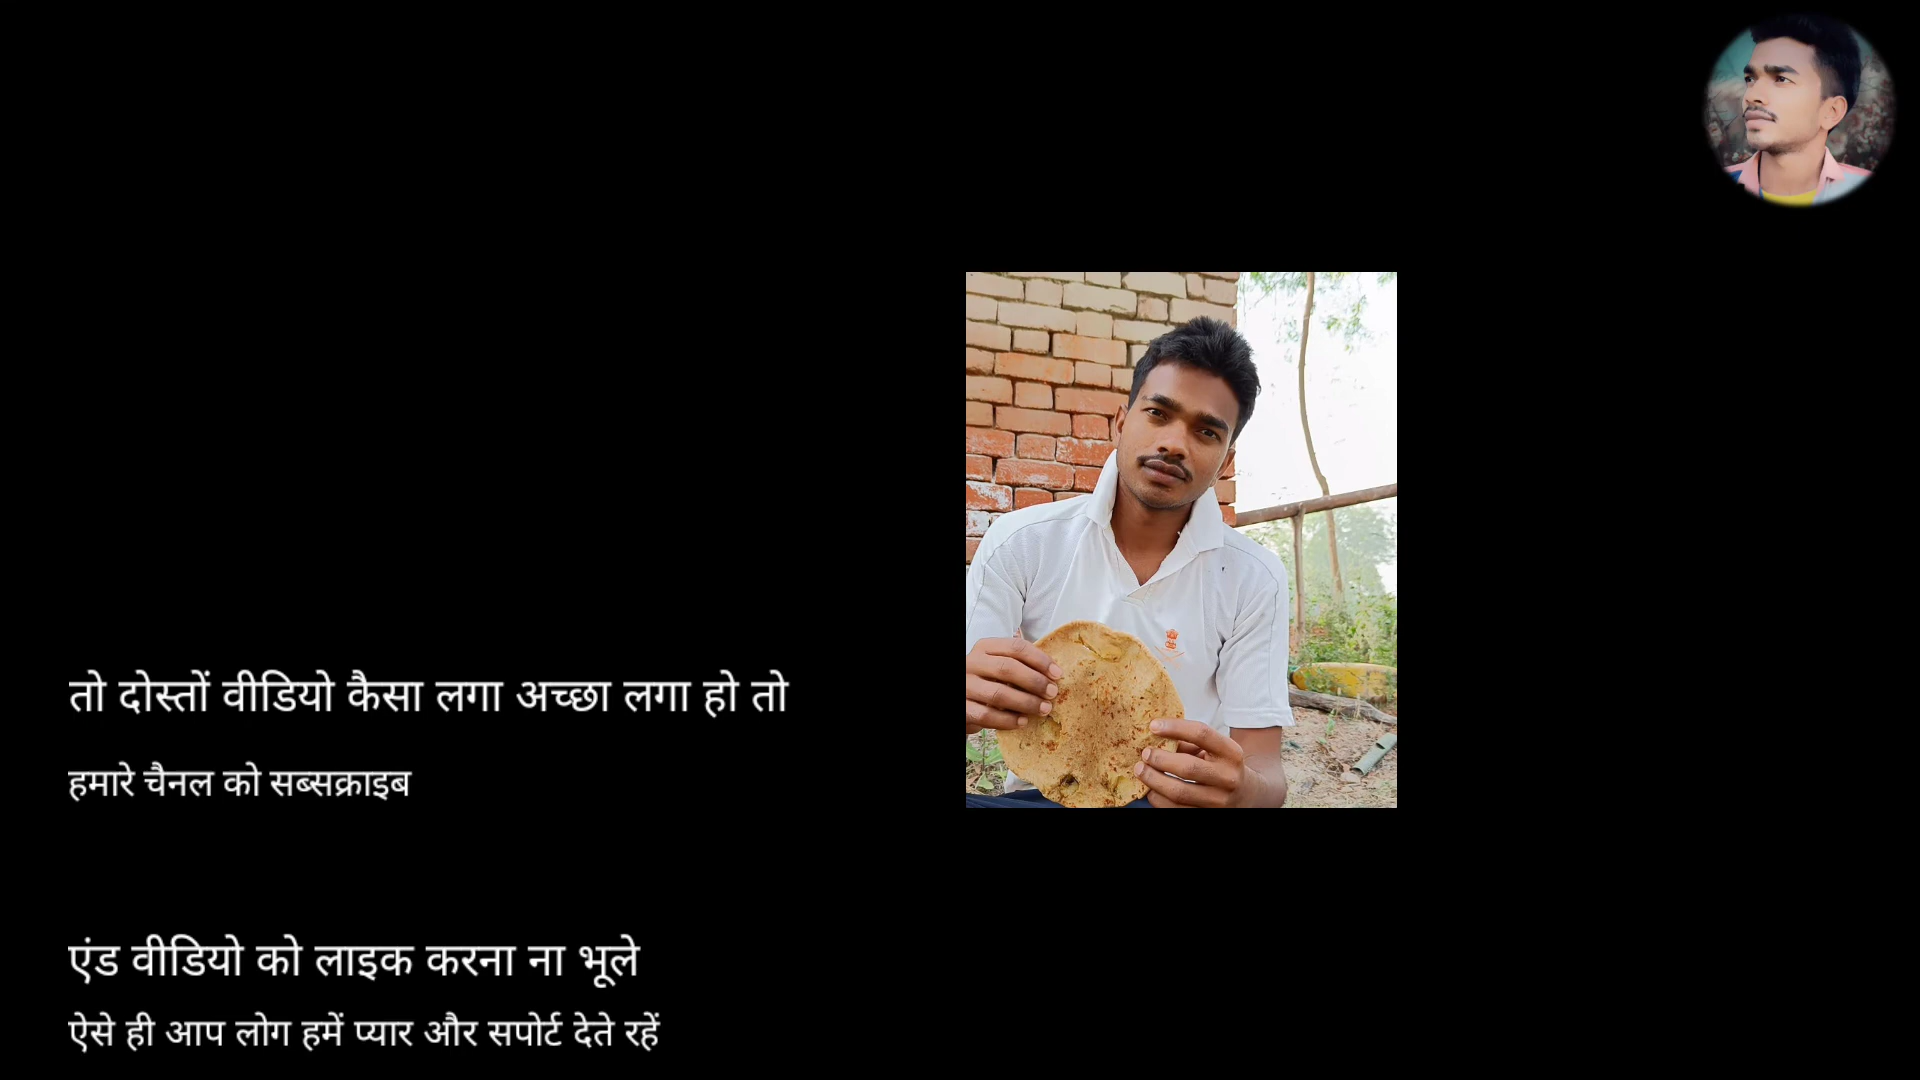 तो दोस्तों वीडियो कैसा लगा अच्छा लगा हो तो
हमारे चैनल को सब्सक्राइब
एंड वीडियो को लाइक करना ना भूले
ऐसे ही आप लोग हमें प्यार और सपोर्ट देते रहें